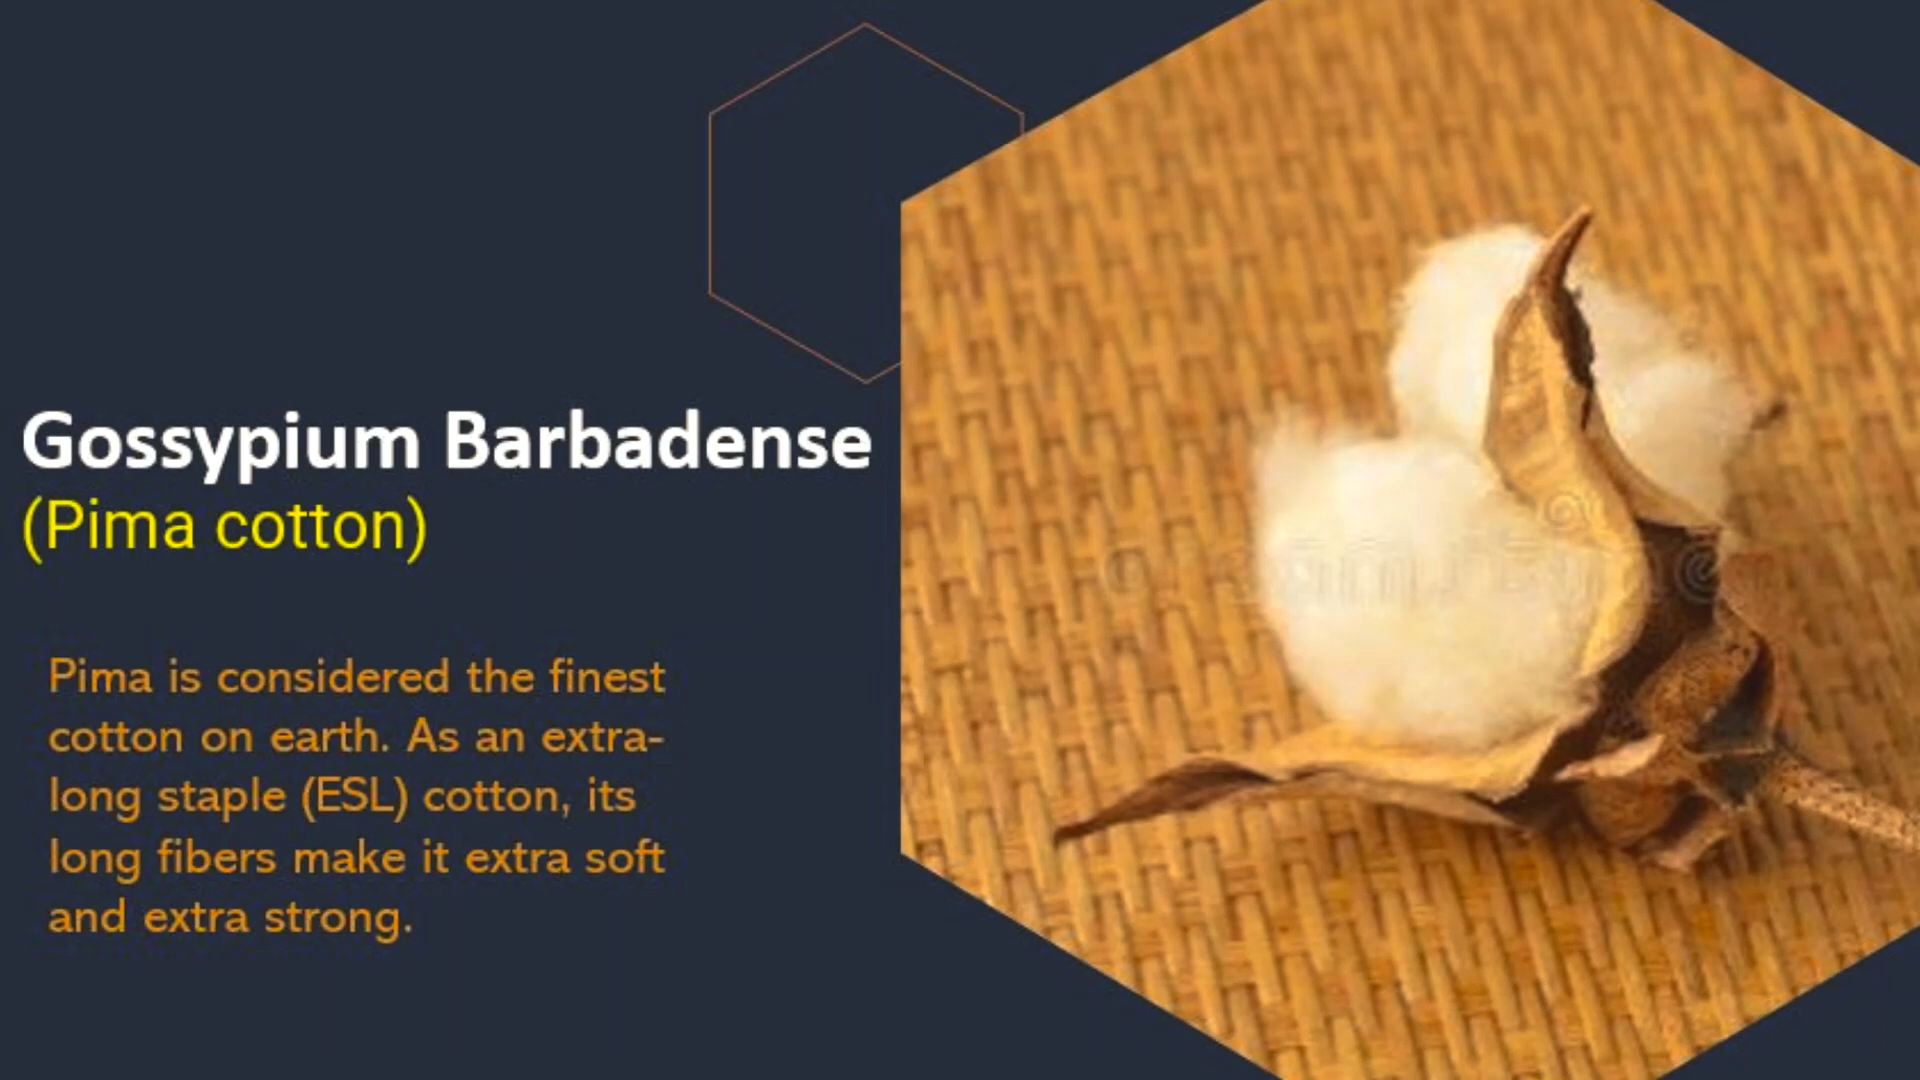 Gossypium Barbadense
(Pima cotton)
Pima is considered the finest
cotton on earth. As an extra-
long staple (ESL) cotton, its
long fibers make it extra soft
and extra strong.